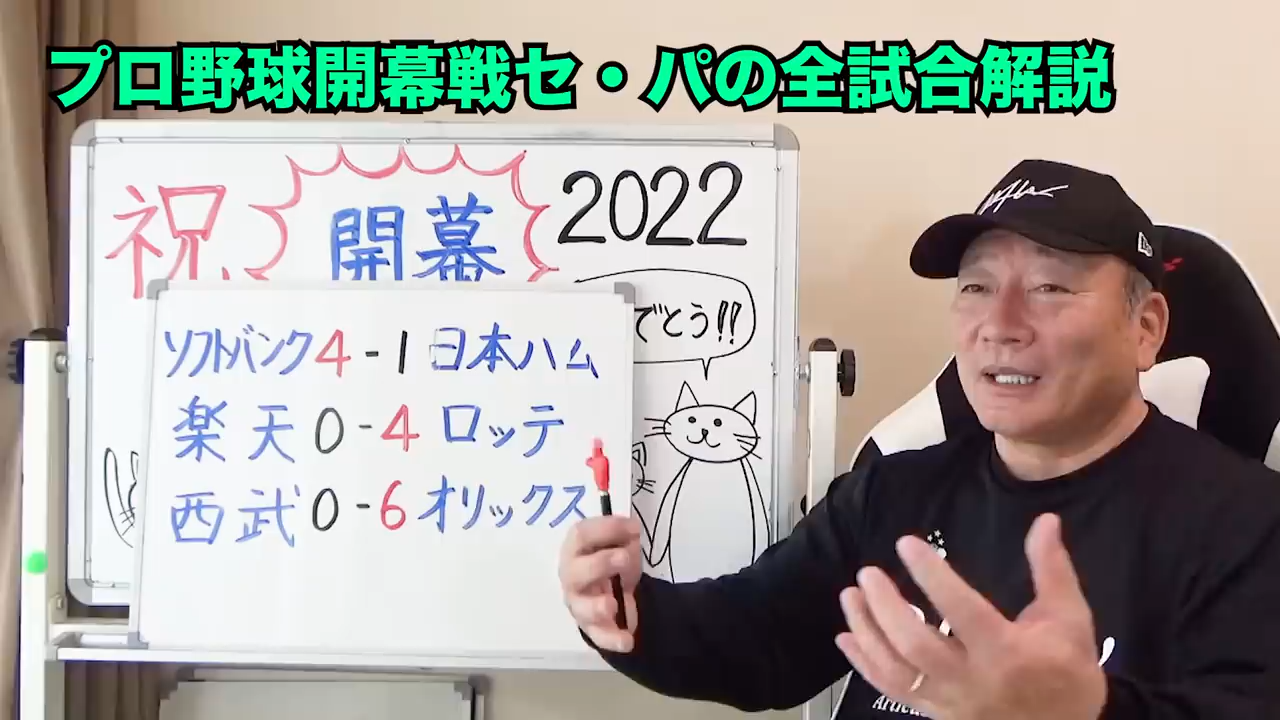 プロ野球開幕戦セ・パの全試合解説
祝
開幕
2022
でとう!!
ソフトバンク4-1日本ハム
楽天0-4ロッテ
西武0-6オリックス